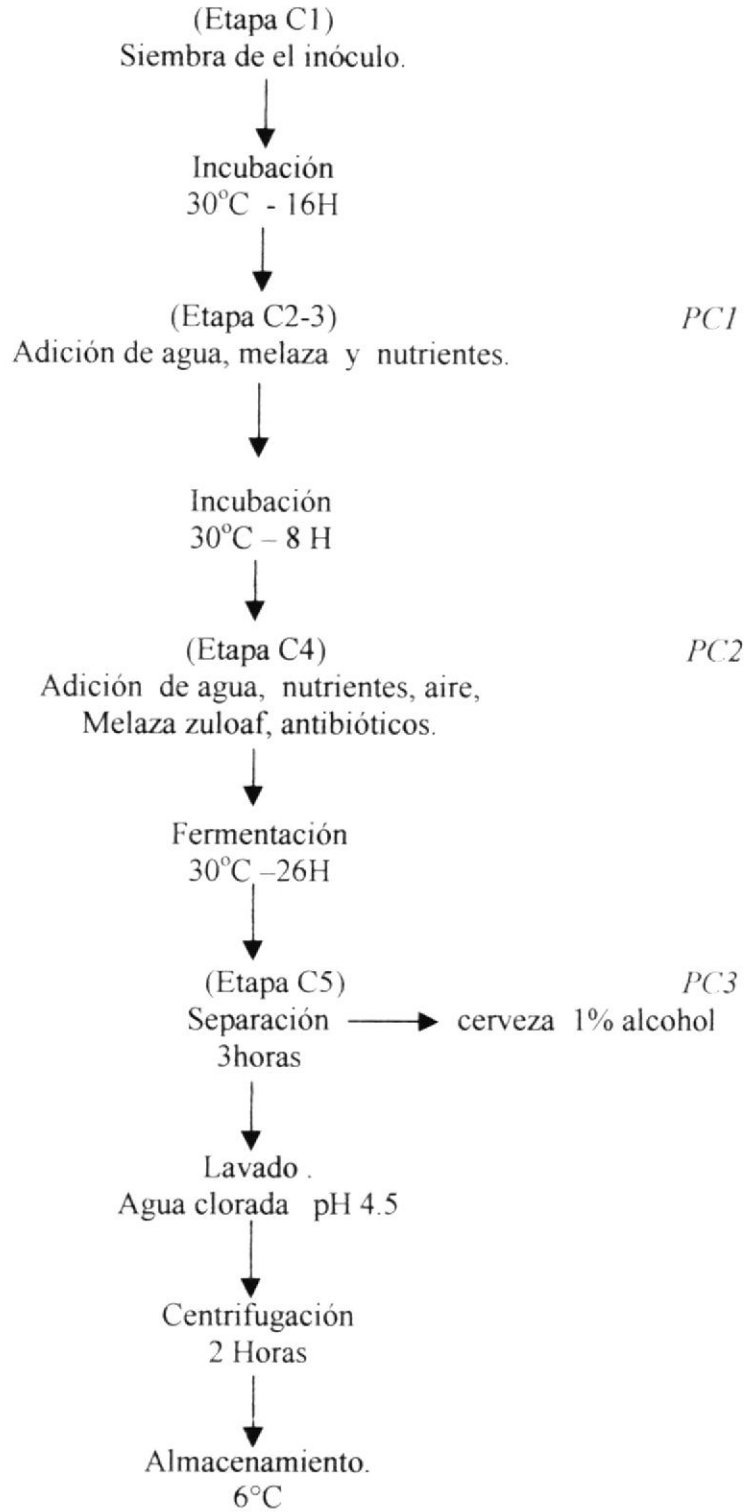 (Etapa C1)
Siembra de el inóculo.
Incubación
30°C - 16H
(Etapa C2-3) PC1
Adición de agua, melaza y nutrientes.
Incubación
30°C – 8 H
(Etapa C4) PC2
Adición de agua, nutrientes, aire,
Melaza zuloaf, antibióticos.
Fermentación
30°C –26H
(Etapa C5) PC3
Separación cerveza 1% alcohol
3horas
Lavado .
Agua clorada pH 4.5
Centrifugación
2 Horas
Almacenamiento.
6°C